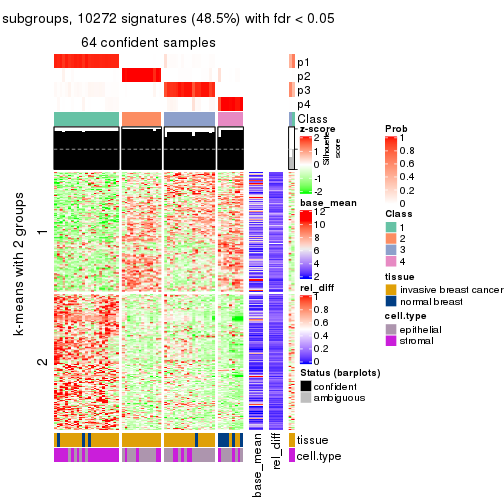 subgroups, 10272 signatures (48.5%) with fdr < 0.05
64 confident samples
p1
p2
p3
p4
Class
z-score
2
1
0
-1
-2
Silhouette
score
Prob
1
0.8
0.6
0.4
0.2
0
base_mean
12
10
8
6
4
2
Class
1
2
3
4
k-means with 2 groups
1
2
rel_diff
1
0.8
0.6
0.4
0.2
0
tissue
invasive breast cancer
normal breast
cell.type
epithelial
stromal
Status (barplots)
confident
ambiguous
tissue
cell.type
base_mean
rel_diff